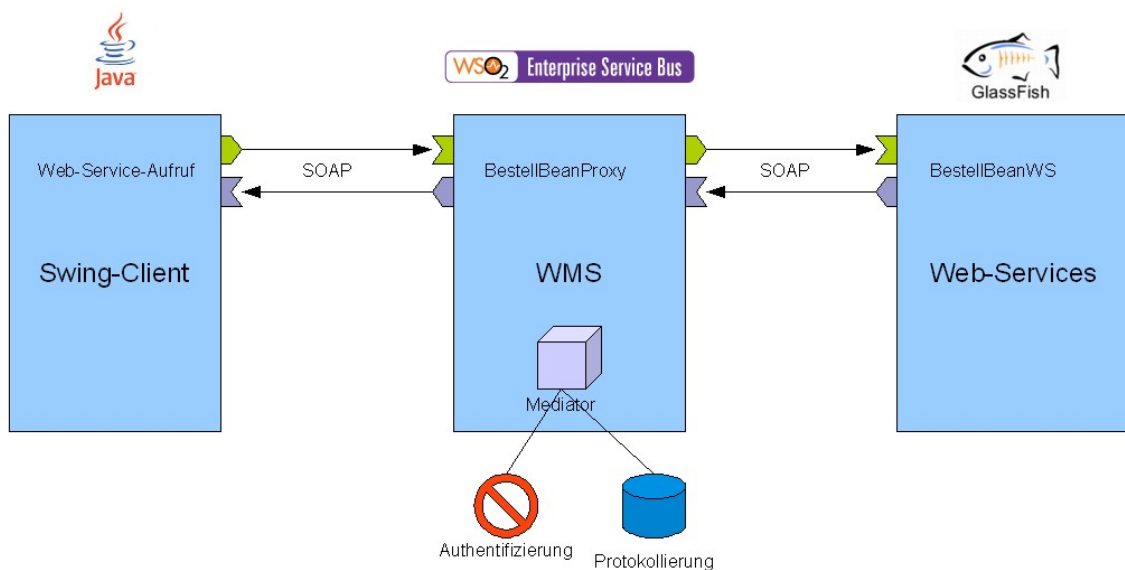 Java
WSO2 Enterprise Service Bus
GlassFish
Web-Service-Aufruf
SOAP
BestellBeanProxy
SOAP
BestellBeanWS
Swing-Client
WMS
Web-Services
Mediator
Authentifizierung
Protokollierung